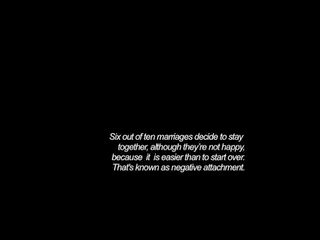 Six out of ten marriages decide to stay
together, although they're not happy,
because it is easier than to start over.
That's known as negative attachment.